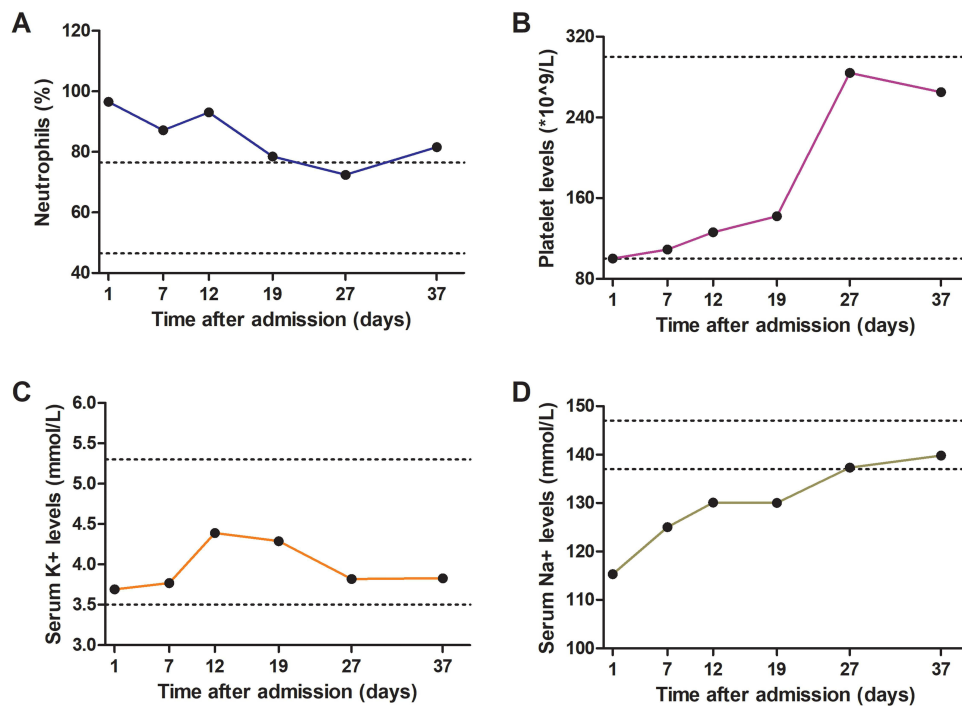 A
Neutrophils (%)
120
100
80
60
40
1 7 12 19 27 37
Time after admission (days)
B
Platelet levels (*10^9/L)
320
240
160
80
1 7 12 19 27 37
Time after admission (days)
C
Serum K+ levels (mmol/L)
6.0
5.5
5.0
4.5
4.0
3.5
3.0
1 7 12 19 27 37
Time after admission (days)
D
Serum Na+ levels (mmol/L)
150
140
130
120
110
100
1 7 12 19 27 37
Time after admission (days)